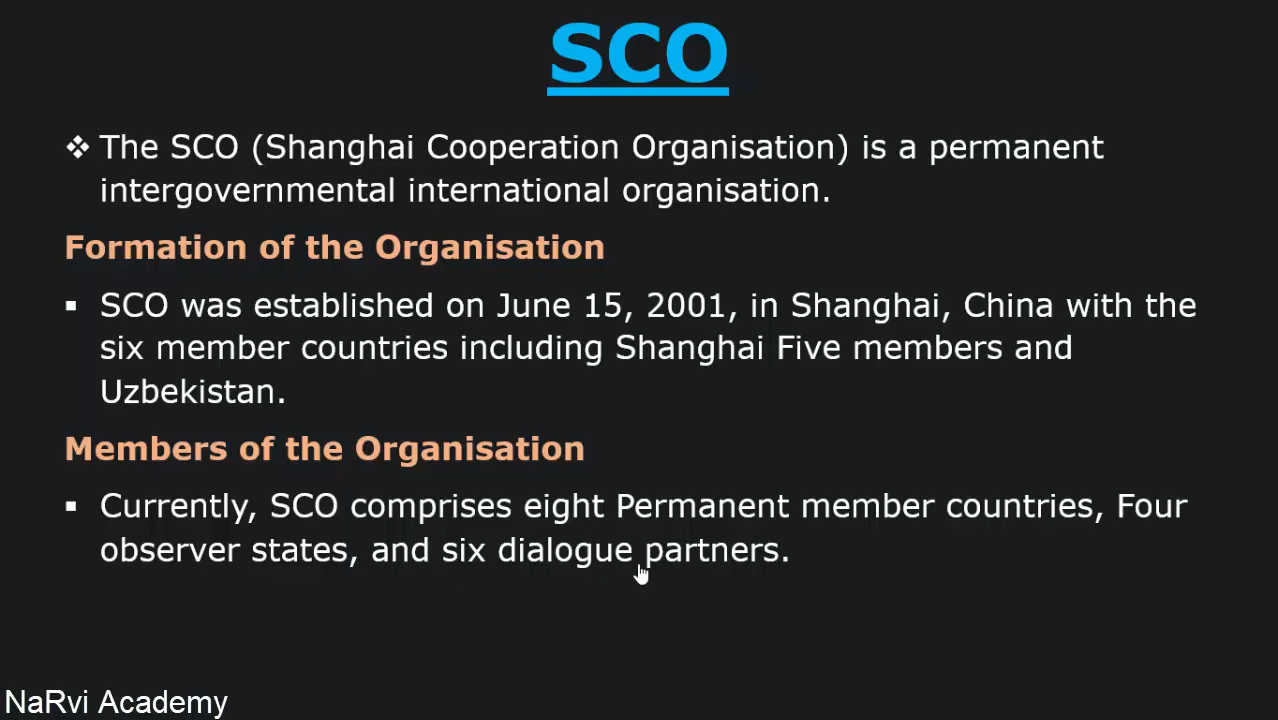 SCO
❖ The SCO (Shanghai Cooperation Organisation) is a permanent
intergovernmental international organisation.
Formation of the Organisation
▪ SCO was established on June 15, 2001, in Shanghai, China with the
six member countries including Shanghai Five members and
Uzbekistan.
Members of the Organisation
▪ Currently, SCO comprises eight Permanent member countries, Four
observer states, and six dialogue partners.
NaRvi Academy